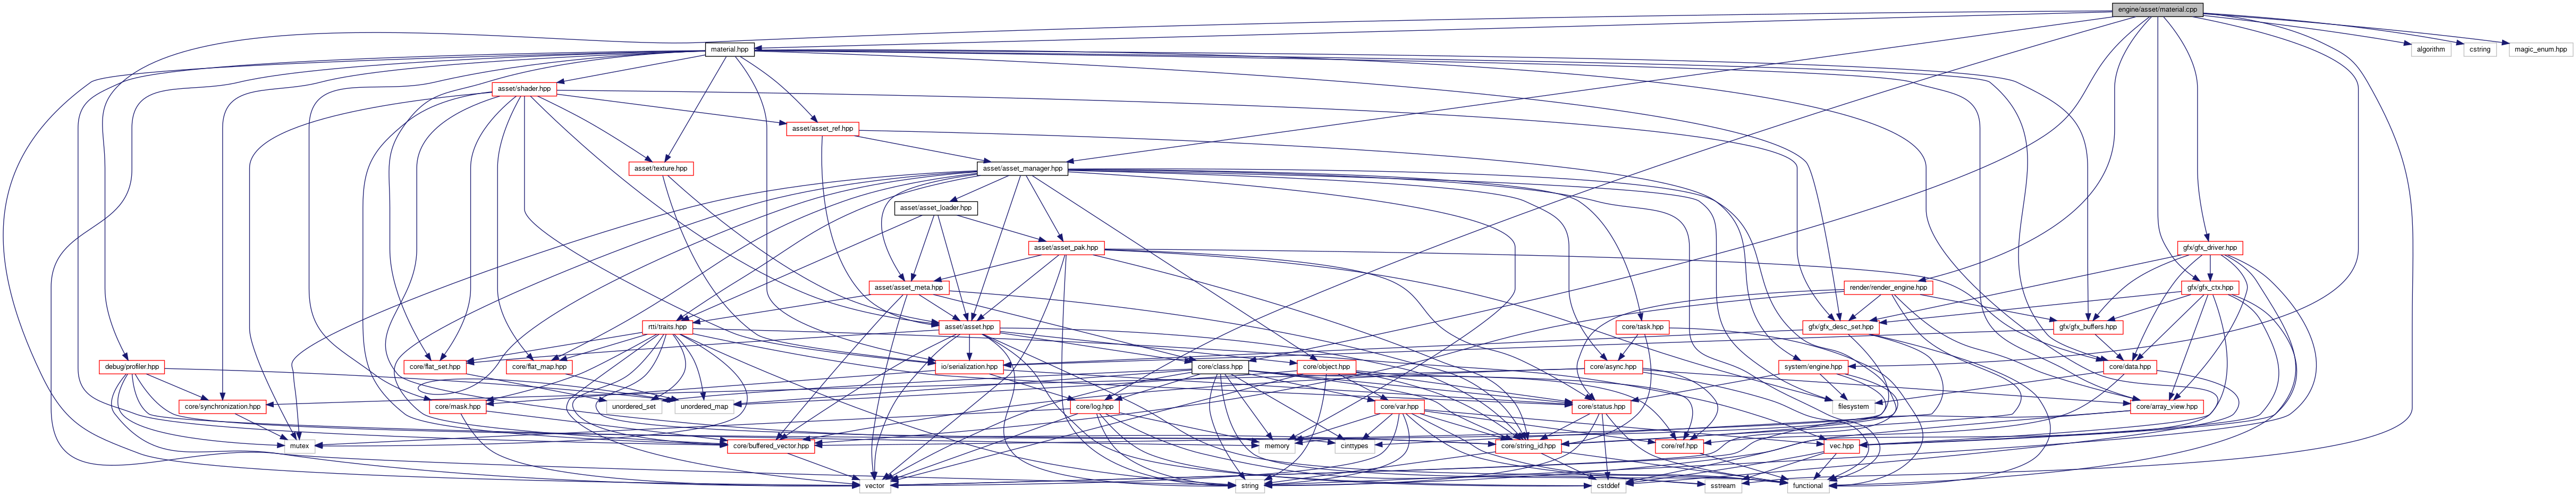 engine/asset/material.cpp
material.hpp
algorithm
cstring
magic_enum.hpp
asset/shader.hpp
asset/asset_ref.hpp
asset/texture.hpp
asset/asset_manager.hpp
asset/asset_loader.hpp
asset/asset_pak.hpp
gfx/gfx_driver.hpp
asset/asset_meta.hpp
render/render_engine.hpp
gfx/gfx_ctx.hpp
rtti/traits.hpp
asset/asset.hpp
core/task.hpp
gfx/gfx_desc_set.hpp
gfx/gfx_buffers.hpp
debug/profiler.hpp
core/flat_set.hpp
core/flat_map.hpp
io/serialization.hpp
core/class.hpp
core/object.hpp
core/async.hpp
system/engine.hpp
core/data.hpp
core/synchronization.hpp
core/mask.hpp
unordered_set
unordered_map
core/log.hpp
core/var.hpp
core/status.hpp
filesystem
core/array_view.hpp
mutex
core/buffered_vector.hpp
memory
cinttypes
core/string_id.hpp
core/ref.hpp
vec.hpp
vector
string
cstddef
sstream
functional